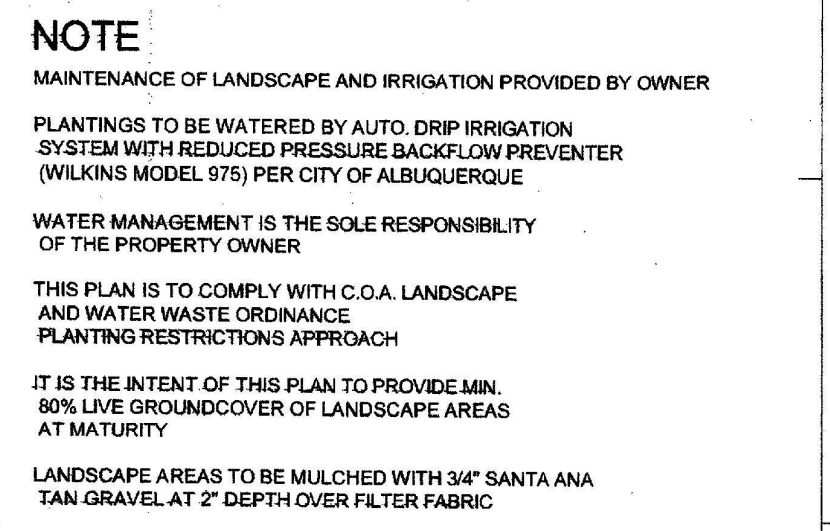 NOTE
MAINTENANCE OF LANDSCAPE AND IRRIGATION PROVIDED BY OWNER
PLANTINGS TO BE WATERED BY AUTO. DRIP IRRIGATION
SYSTEM WITH REDUCED PRESSURE BACKFLOW PREVENTER
(WILKINS MODEL 975) PER CITY OF ALBUQUERQUE
WATER MANAGEMENT IS THE SOLE RESPONSIBILITY
OF THE PROPERTY OWNER
THIS PLAN IS TO COMPLY WITH C.O.A. LANDSCAPE
AND WATER WASTE ORDINANCE
PLANTING RESTRICTIONS APPROACH
IT IS THE INTENT OF THIS PLAN TO PROVIDE MIN.
80% LIVE GROUNDCOVER OF LANDSCAPE AREAS
AT MATURITY
LANDSCAPE AREAS TO BE MULCHED WITH 3/4" SANTA ANA
TAN GRAVEL AT 2" DEPTH OVER FILTER FABRIC